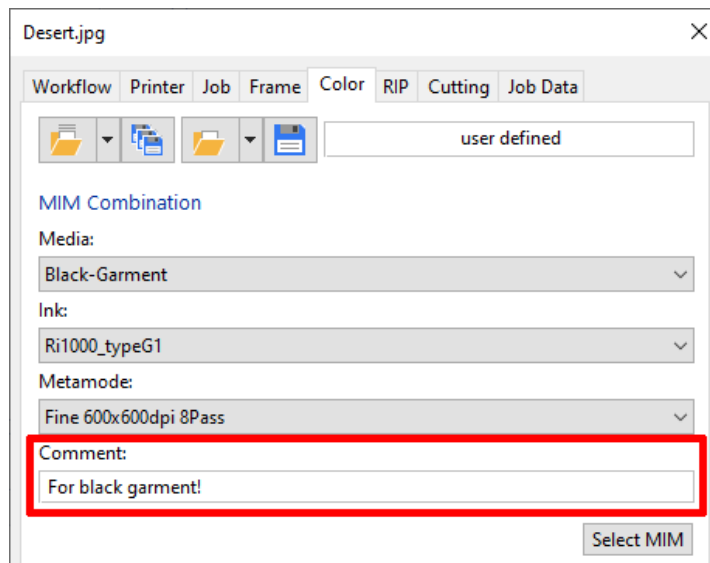 Desert.jpg
Workflow Printer Job Frame Color RIP Cutting Job Data
user defined
MIM Combination
Media:
Black-Garment
Ink:
Ri1000_typeG1
Metamode:
Fine 600x600dpi 8Pass
Comment:
For black garment!
Select MIM